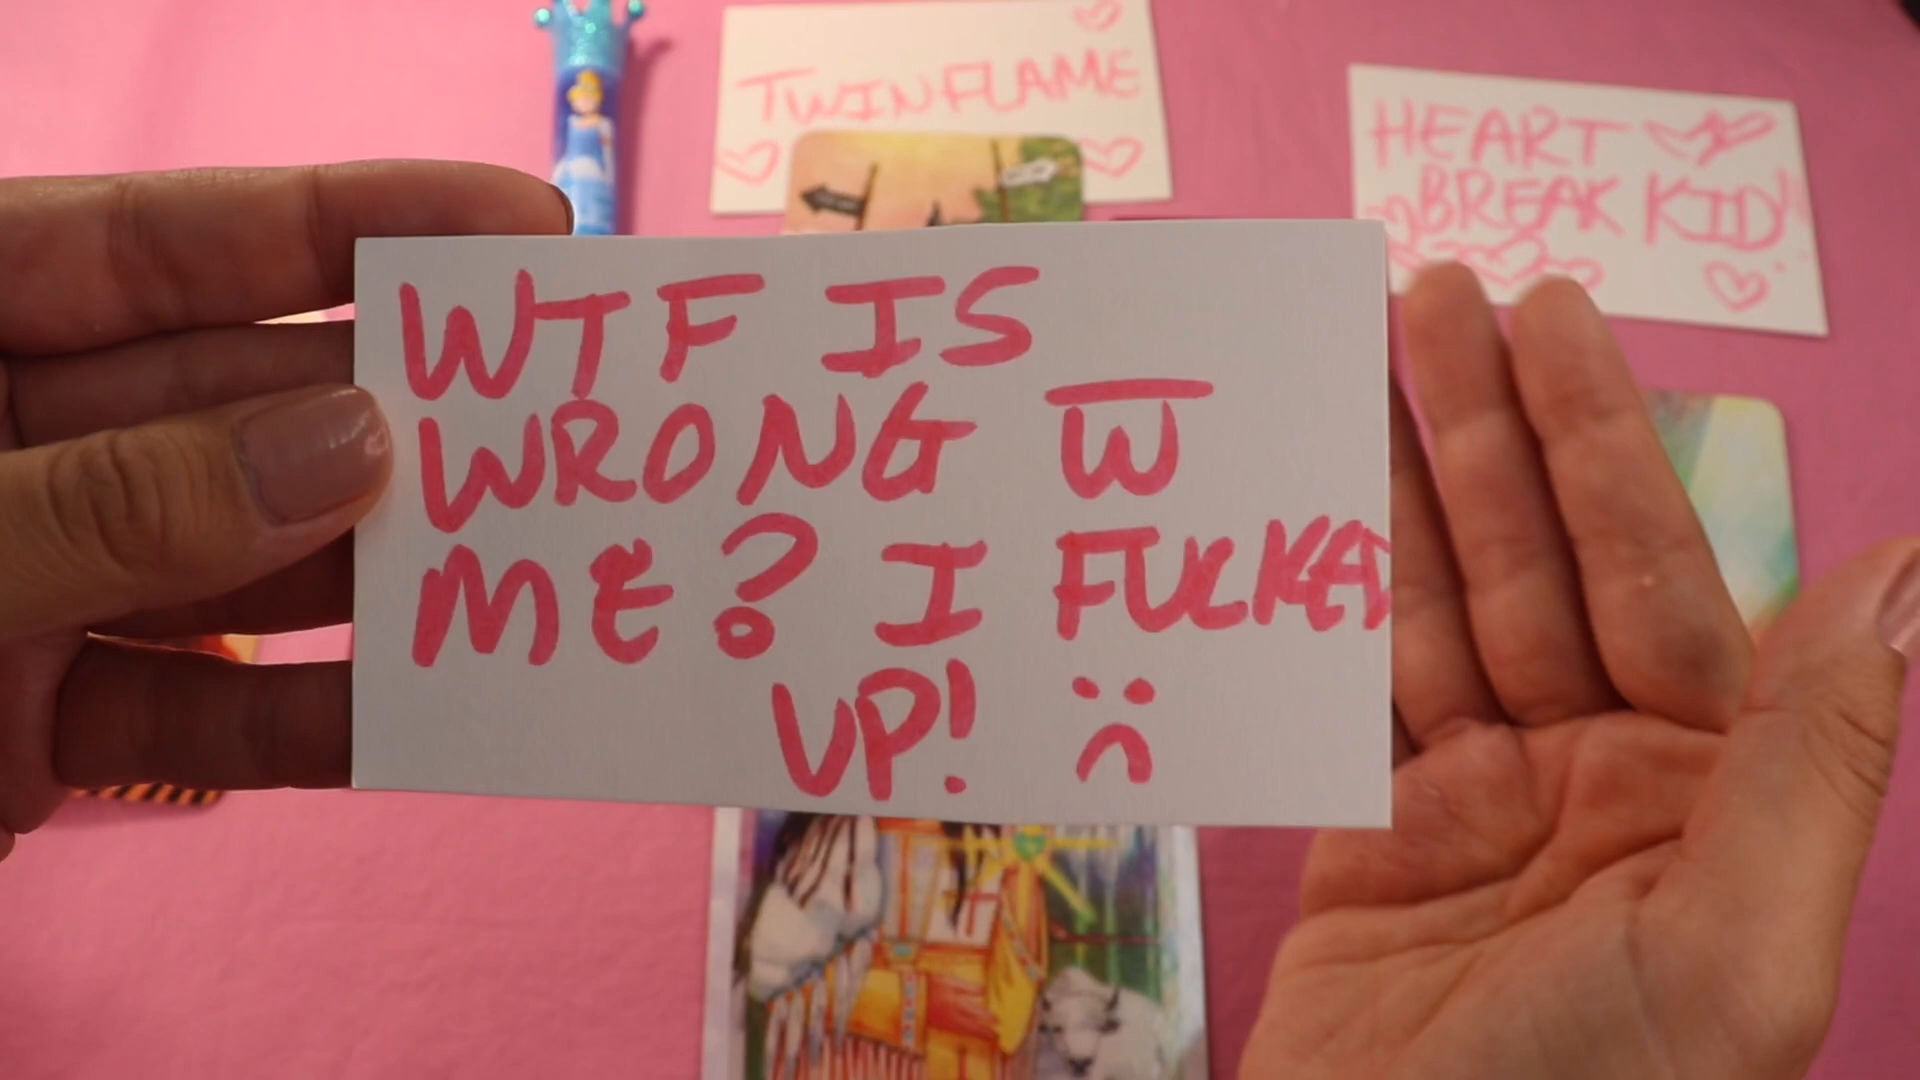 TWIN FLAME
HEART
BREAK KID
WTF IS
WRONG W̅
ME? I FUCKED
UP! :(